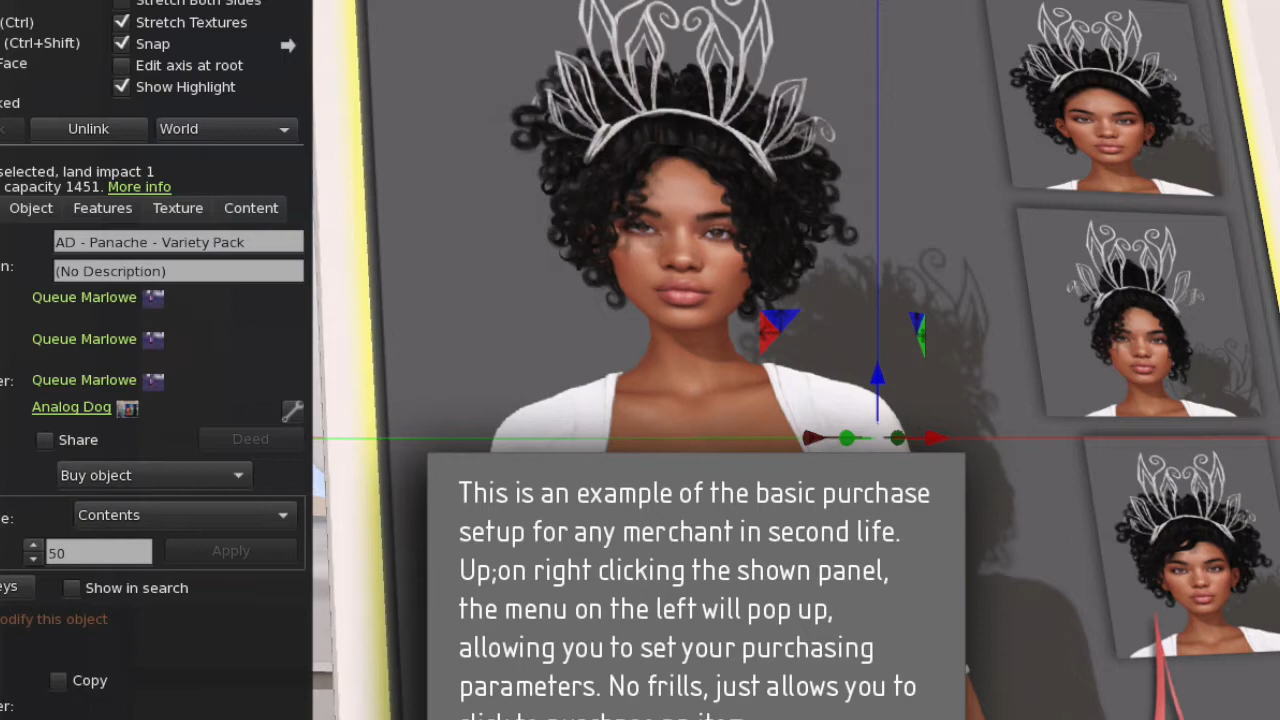 Stretch Both Sides
(Ctrl) Stretch Textures
(Ctrl+Shift) Snap
Face Edit axis at root
Show Highlight
Unlink World
selected, land impact 1
capacity 1451. More info
Object Features Texture Content
AD - Panache - Variety Pack
(No Description)
Queue Marlowe
Queue Marlowe
Queue Marlowe
Analog Dog
Share Deed
Buy object
Contents
50 Apply
Show in search
odify this object
Copy
This is an example of the basic purchase
setup for any merchant in second life.
Up;on right clicking the shown panel,
the menu on the left will pop up,
allowing you to set your purchasing
parameters. No frills, just allows you to